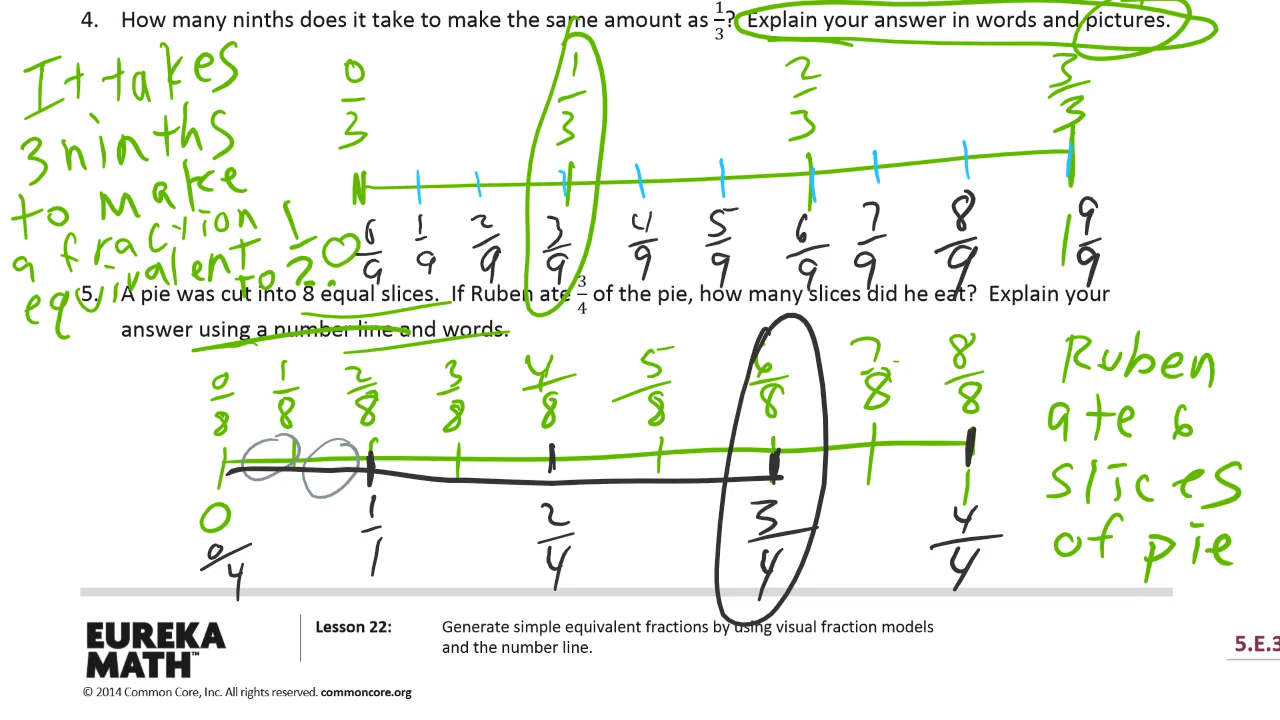 4. How many ninths does it take to make the same amount as 1/3? Explain your answer in words and pictures.
It takes
3 ninths
to make
a fraction
equivalent to 1/2.
0/3 1/3 2/3 3/3
0 1
0/9 1/9 2/9 3/9 4/9 5/9 6/9 7/9 8/9 9/9
5. A pie was cut into 8 equal slices. If Ruben ate 3/4 of the pie, how many slices did he eat? Explain your
answer using a number line and words.
0/8 1/8 2/8 3/8 4/8 5/8 6/8 7/8 8/8
0 1
0/4 1/1 2/4 3/4 4/4
Ruben
ate 6
slices
of pie
EUREKA
MATH™
Lesson 22: Generate simple equivalent fractions by using visual fraction models
and the number line.
5.E.3
© 2014 Common Core, Inc. All rights reserved. commoncore.org